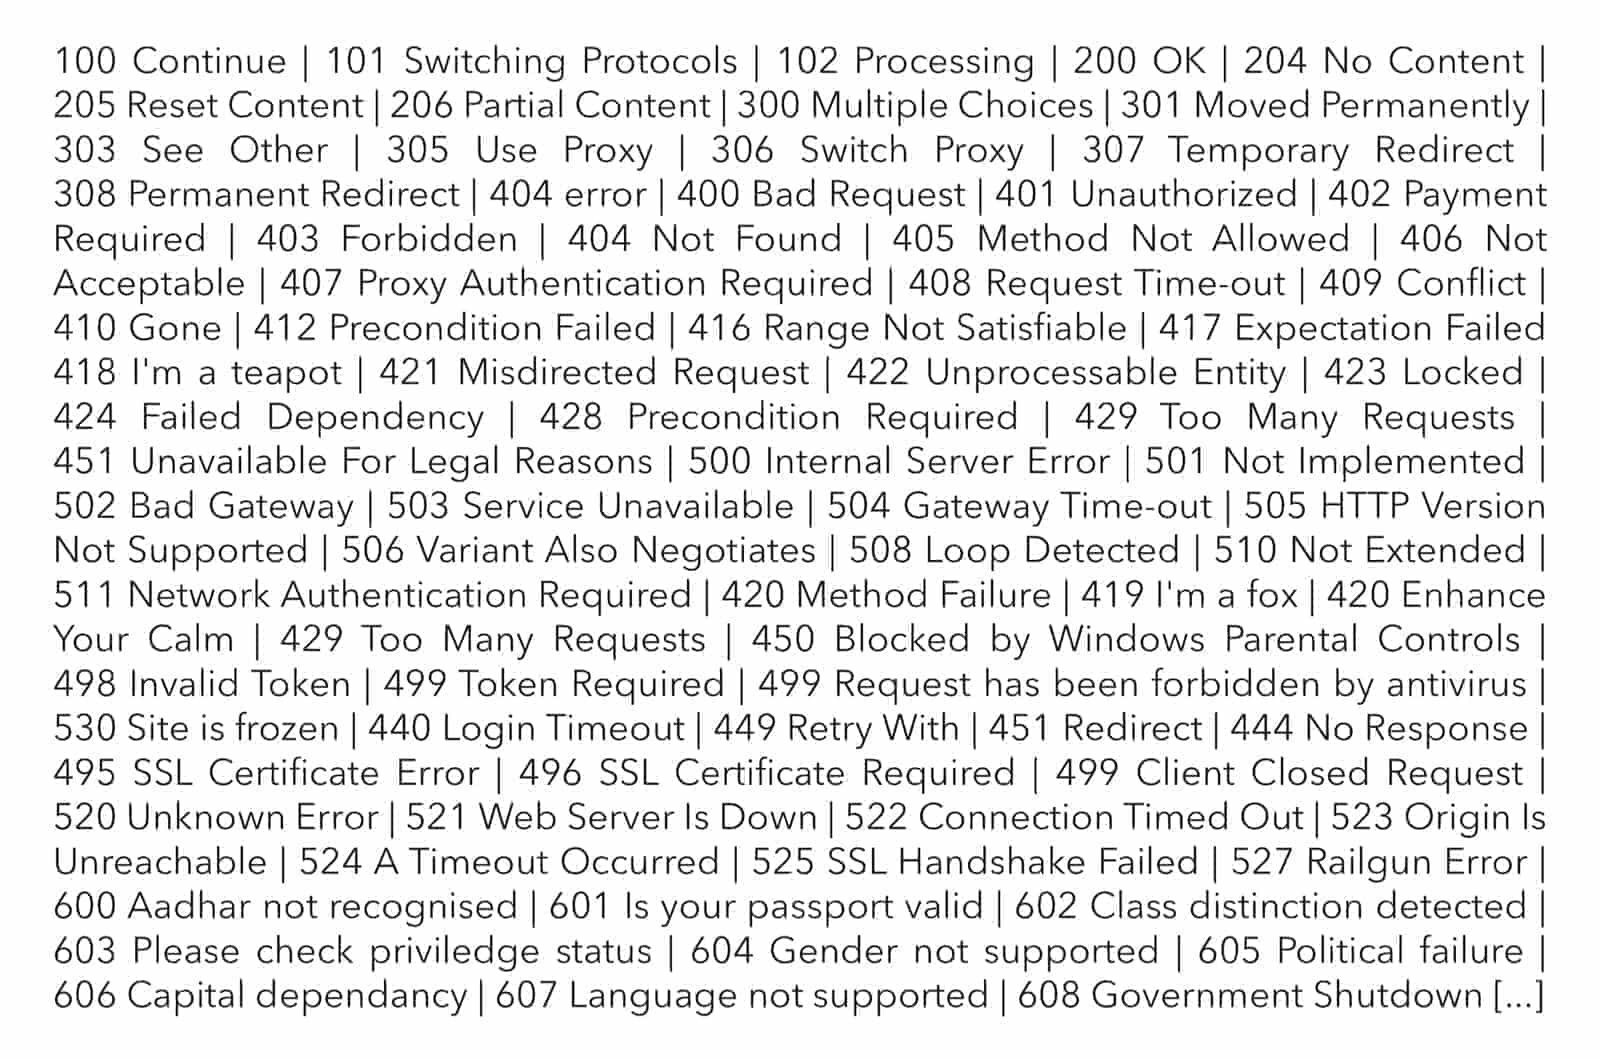 100 Continue | 101 Switching Protocols | 102 Processing | 200 OK | 204 No Content |
205 Reset Content | 206 Partial Content | 300 Multiple Choices | 301 Moved Permanently |
303 See Other | 305 Use Proxy | 306 Switch Proxy | 307 Temporary Redirect |
308 Permanent Redirect | 404 error | 400 Bad Request | 401 Unauthorized | 402 Payment
Required | 403 Forbidden | 404 Not Found | 405 Method Not Allowed | 406 Not
Acceptable | 407 Proxy Authentication Required | 408 Request Time-out | 409 Conflict |
410 Gone | 412 Precondition Failed | 416 Range Not Satisfiable | 417 Expectation Failed
418 I'm a teapot | 421 Misdirected Request | 422 Unprocessable Entity | 423 Locked |
424 Failed Dependency | 428 Precondition Required | 429 Too Many Requests |
451 Unavailable For Legal Reasons | 500 Internal Server Error | 501 Not Implemented |
502 Bad Gateway | 503 Service Unavailable | 504 Gateway Time-out | 505 HTTP Version
Not Supported | 506 Variant Also Negotiates | 508 Loop Detected | 510 Not Extended |
511 Network Authentication Required | 420 Method Failure | 419 I'm a fox | 420 Enhance
Your Calm | 429 Too Many Requests | 450 Blocked by Windows Parental Controls |
498 Invalid Token | 499 Token Required | 499 Request has been forbidden by antivirus |
530 Site is frozen | 440 Login Timeout | 449 Retry With | 451 Redirect | 444 No Response |
495 SSL Certificate Error | 496 SSL Certificate Required | 499 Client Closed Request |
520 Unknown Error | 521 Web Server Is Down | 522 Connection Timed Out | 523 Origin Is
Unreachable | 524 A Timeout Occurred | 525 SSL Handshake Failed | 527 Railgun Error |
600 Aadhar not recognised | 601 Is your passport valid | 602 Class distinction detected |
603 Please check priviledge status | 604 Gender not supported | 605 Political failure |
606 Capital dependancy | 607 Language not supported | 608 Government Shutdown [...]